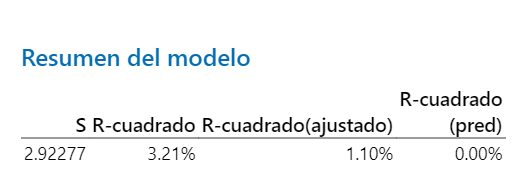 Resumen del modelo
R-cuadrado
S R-cuadrado R-cuadrado(ajustado) (pred)
2.92277 3.21% 1.10% 0.00%